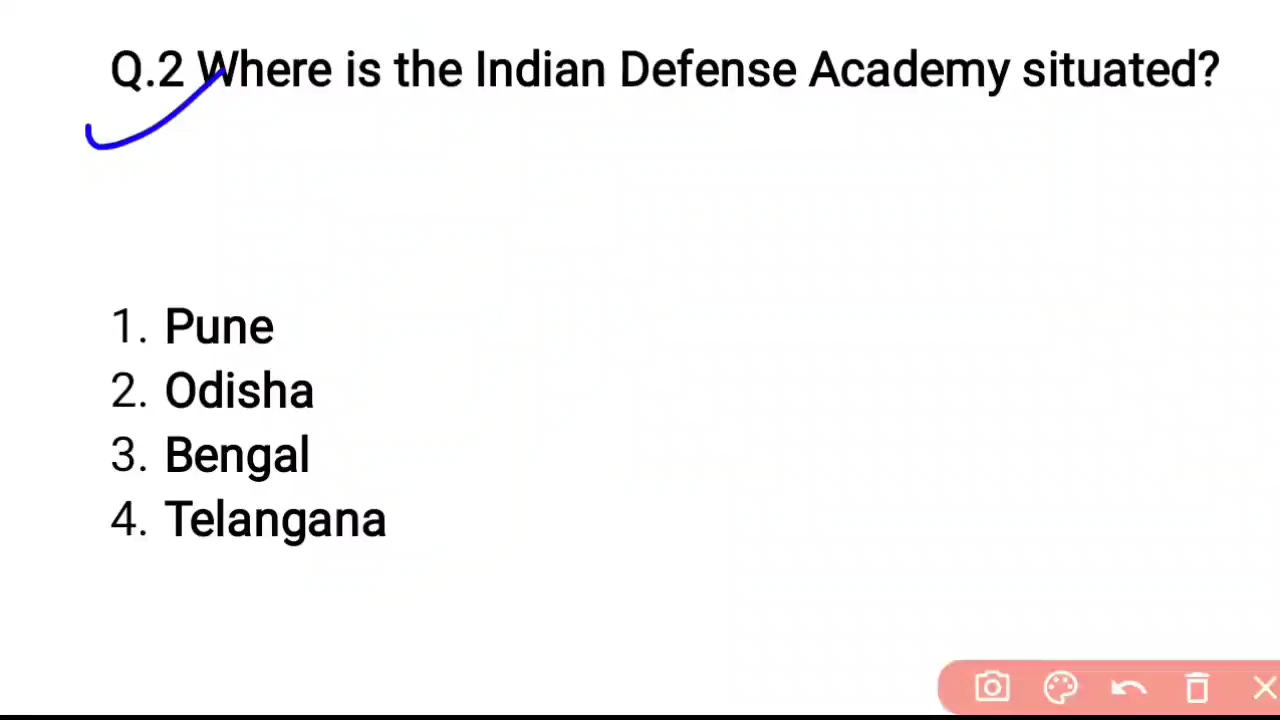 Q.2 Where is the Indian Defense Academy situated?
1. Pune
2. Odisha
3. Bengal
4. Telangana